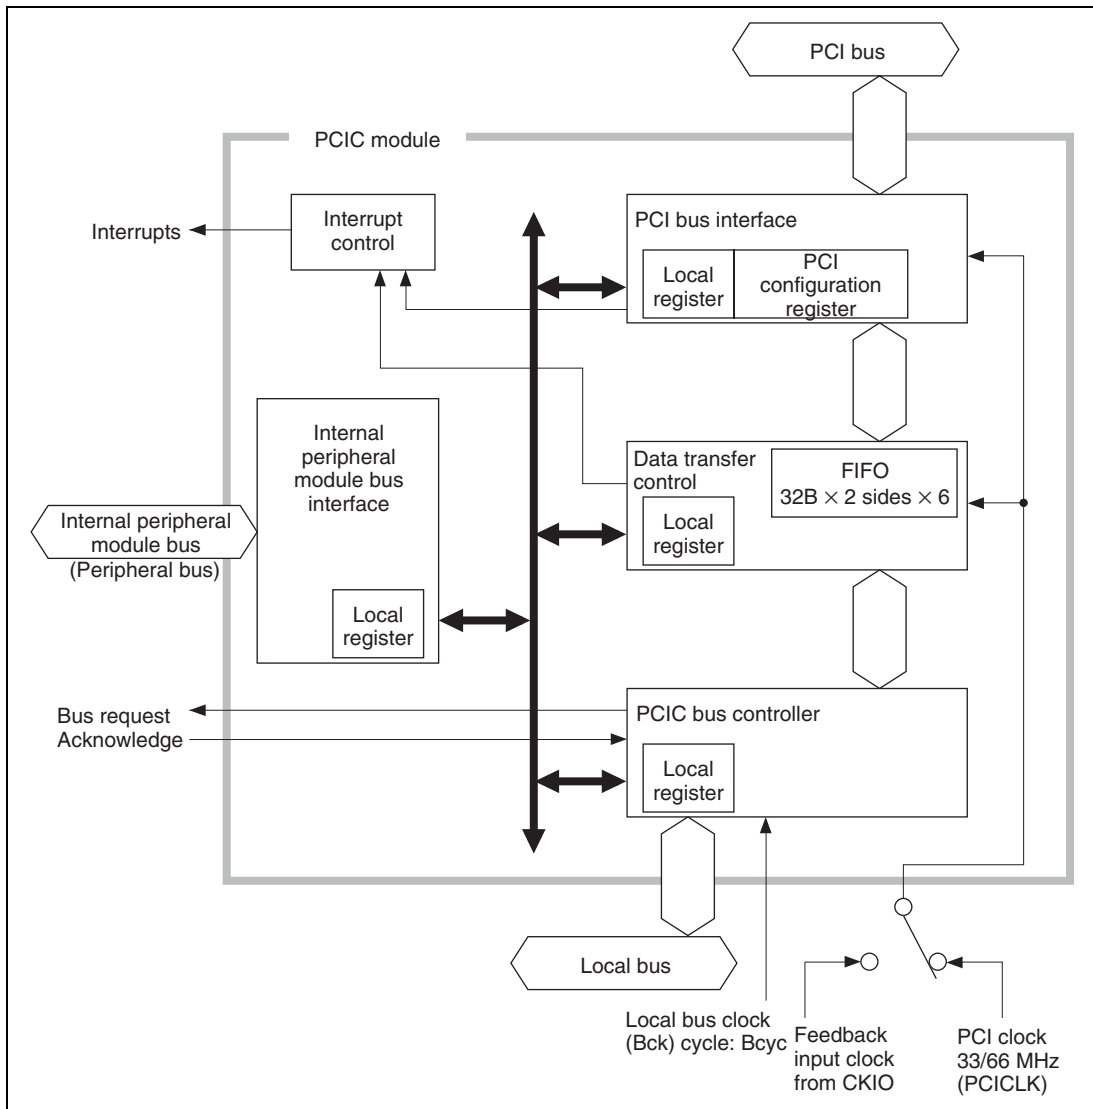 PCI bus
PCIC module
Interrupts
Interrupt
control
PCI bus interface
Local
register
PCI
configuration
register
Internal
peripheral
module bus
interface
Data transfer
control
FIFO
32B × 2 sides × 6
Local
register
Internal peripheral
module bus
(Peripheral bus)
Local
register
Bus request
Acknowledge
PCIC bus controller
Local
register
Local bus
Local bus clock
(Bck) cycle: Bcyc
Feedback
input clock
from CKIO
PCI clock
33/66 MHz
(PCICLK)